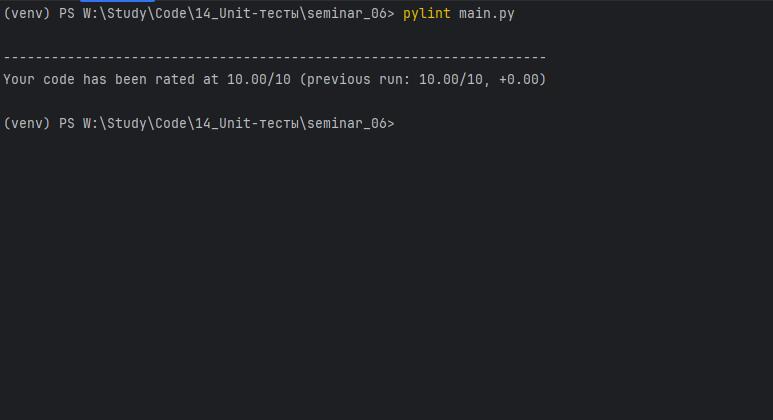 (venv) PS W:\Study\Code\14_Unit-тесты\seminar_06> pylint main.py
--------------------------------------------------------------------
Your code has been rated at 10.00/10 (previous run: 10.00/10, +0.00)
(venv) PS W:\Study\Code\14_Unit-тесты\seminar_06>